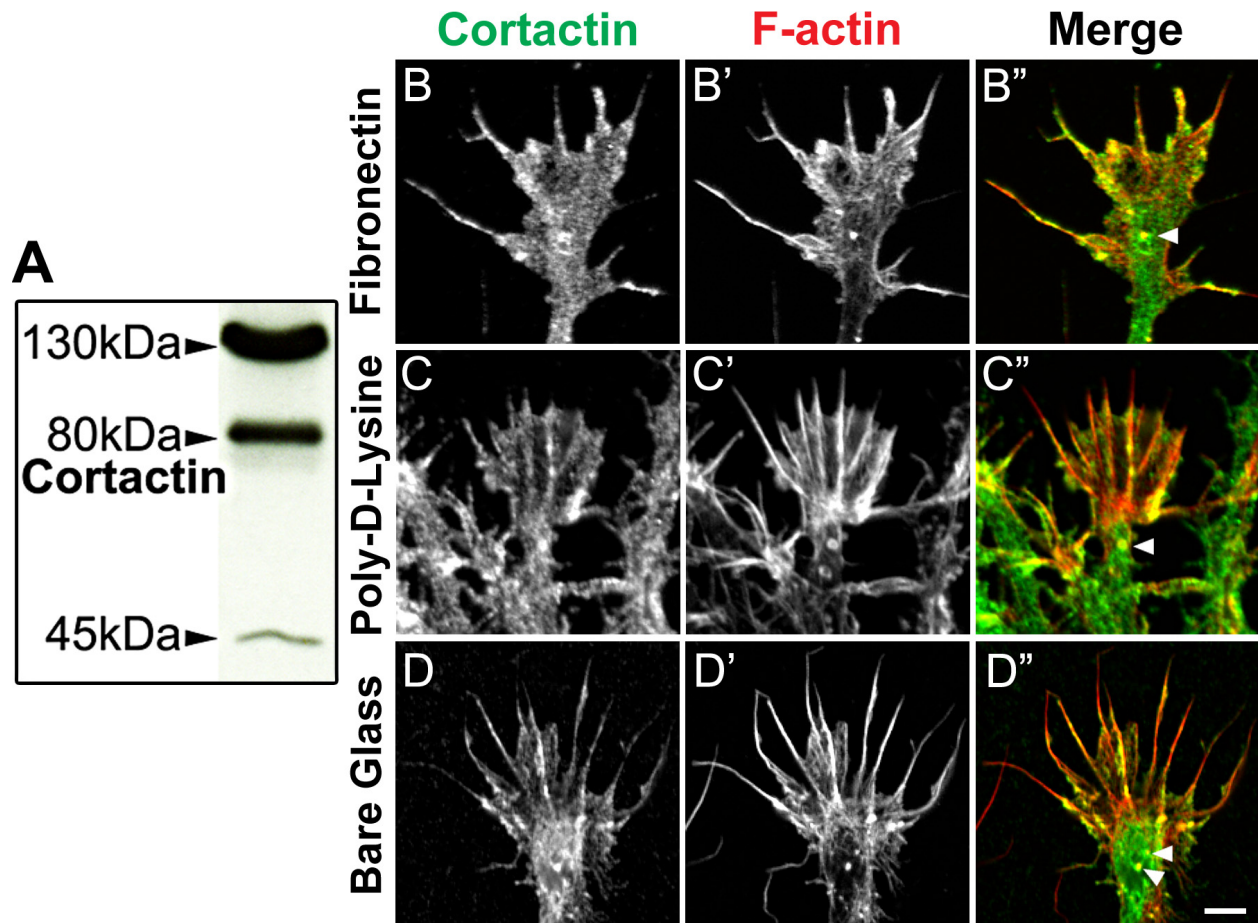 Cortactin F-actin Merge
Fibronectin
B B’ B”
A
130kDa
80kDa
Cortactin
45kDa
Poly-D-Lysine
C C’ C”
Bare Glass
D D’ D”